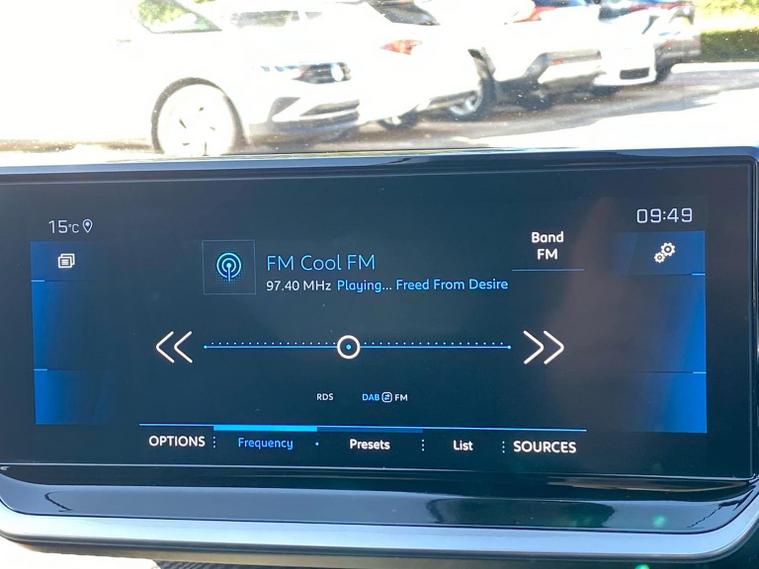 15°C
09:49
Band
FM
FM Cool FM
97.40 MHz Playing... Freed From Desire
RDS DAB FM
OPTIONS Frequency Presets List SOURCES